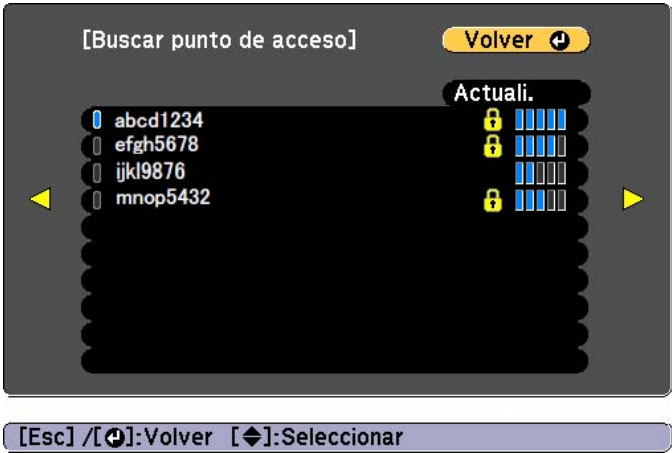 [Buscar punto de acceso]
Volver
Actuali.
abcd1234
efgh5678
ijkl9876
mnop5432
[Esc] /[⏎]:Volver [◆]:Seleccionar